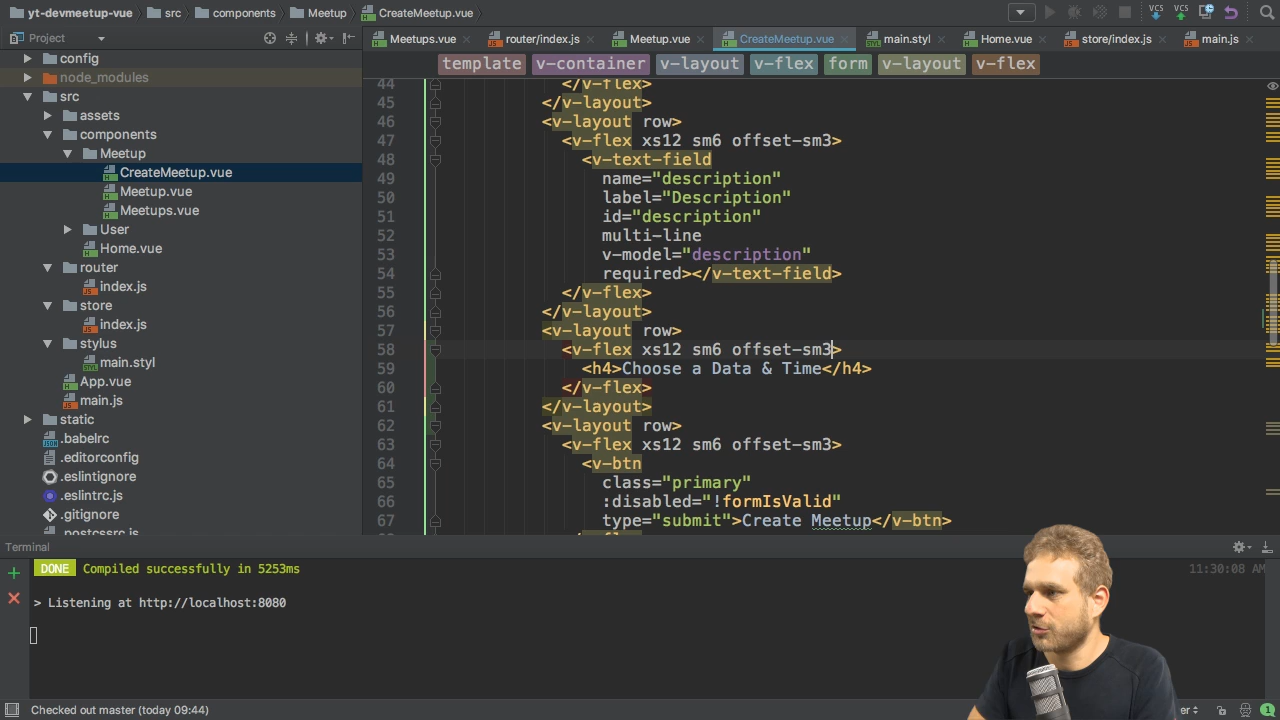 yt-devmeetup-vue src components Meetup CreateMeetup.vue VCS VCS
Project
Meetups.vue router/index.js Meetup.vue CreateMeetup.vue main.styl Home.vue store/index.js main.js
template v-container v-layout v-flex form v-layout v-flex
config
node_modules
src
assets
components
Meetup
CreateMeetup.vue
Meetup.vue
Meetups.vue
User
Home.vue
router
index.js
store
index.js
stylus
main.styl
App.vue
main.js
static
.babelrc
.editorconfig
.eslintignore
.eslintrc.js
.gitignore
.postcssrc.js
44 </v-flex>
45 </v-layout>
46 <v-layout row>
47 <v-flex xs12 sm6 offset-sm3>
48 <v-text-field
49 name="description"
50 label="Description"
51 id="description"
52 multi-line
53 v-model="description"
54 required></v-text-field>
55 </v-flex>
56 </v-layout>
57 <v-layout row>
58 <v-flex xs12 sm6 offset-sm3>
59 <h4>Choose a Data & Time</h4>
60 </v-flex>
61 </v-layout>
62 <v-layout row>
63 <v-flex xs12 sm6 offset-sm3>
64 <v-btn
65 class="primary"
66 :disabled="!formIsValid"
67 type="submit">Create Meetup</v-btn>
Terminal
DONE Compiled successfully in 5253ms 11:30:08 AM
> Listening at http://localhost:8080
Checked out master (today 09:44) 1